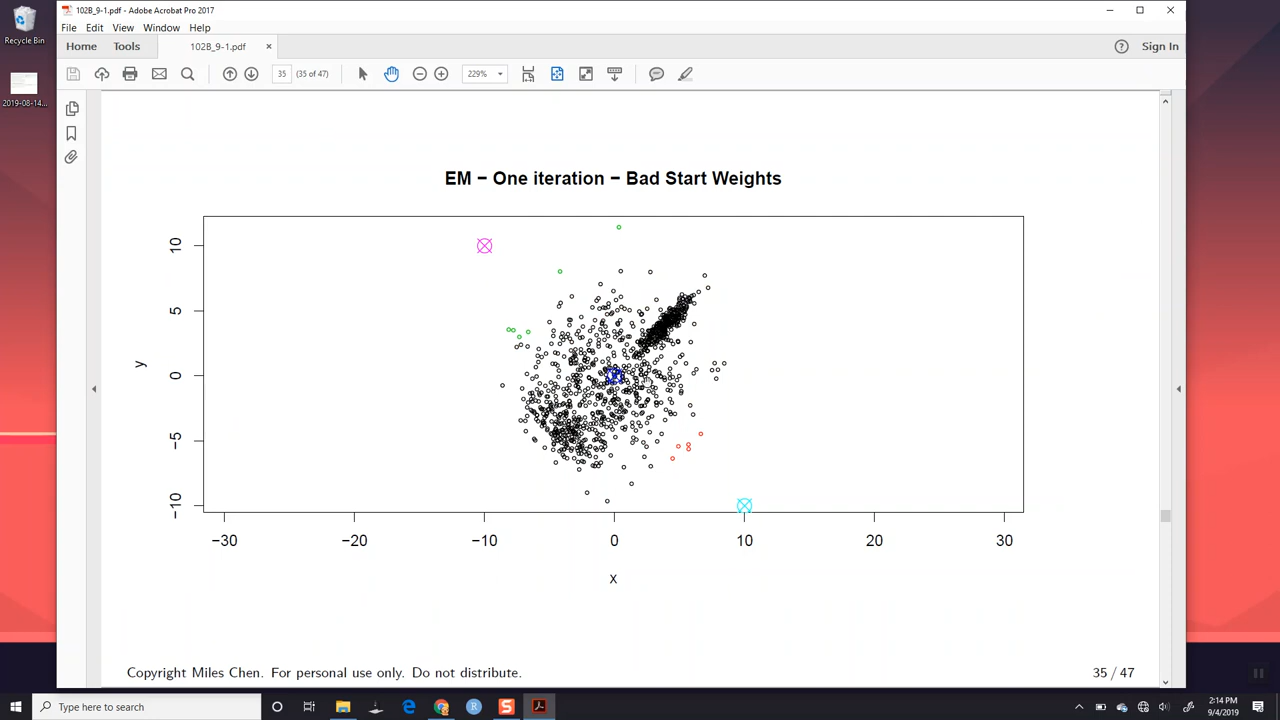 102B_9-1.pdf - Adobe Acrobat Pro 2017
File Edit View Window Help
Home Tools 102B_9-1.pdf × Sign In
35 (35 of 47) 229%
Recycle Bin
2019-08-14...
EM − One iteration − Bad Start Weights
10
5
0
−5
−10
y
−30 −20 −10 0 10 20 30
x
Copyright Miles Chen. For personal use only. Do not distribute. 35 / 47
Type here to search
2:14 PM
9/4/2019